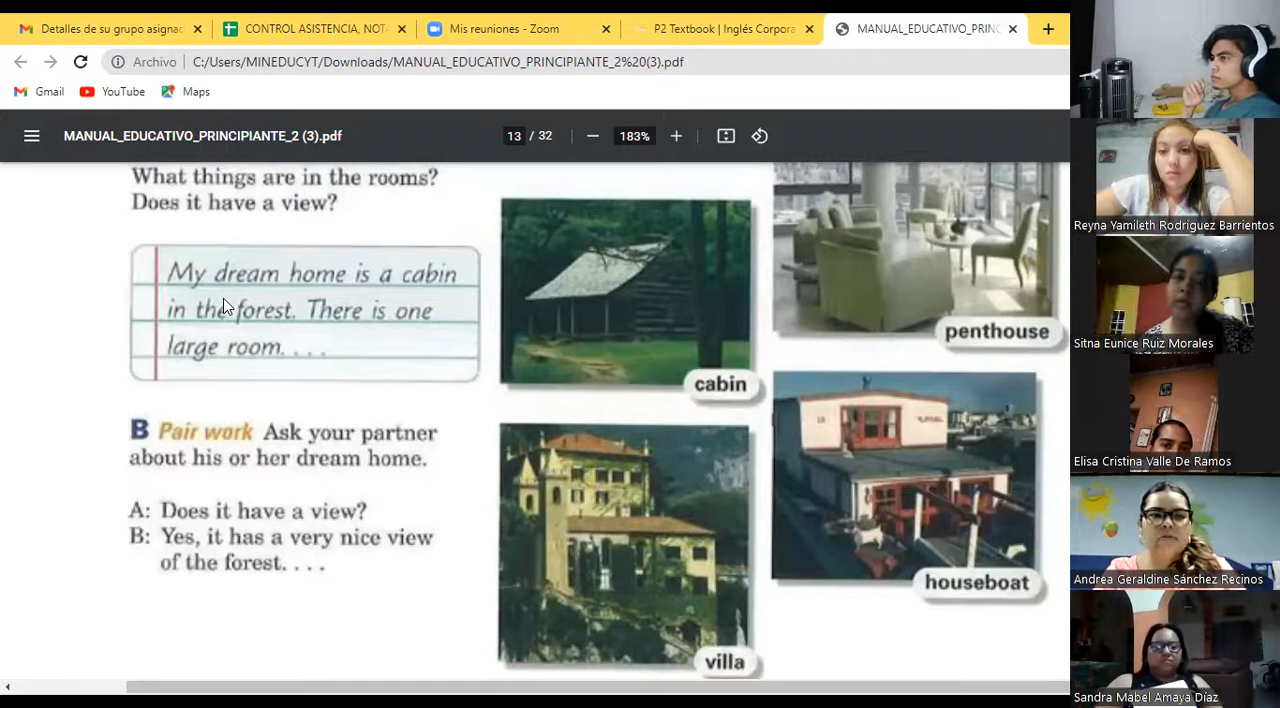 Detalles de su grupo asignac
CONTROL ASISTENCIA, NOT
Mis reuniones - Zoom
P2 Textbook | Inglés Corpora
MANUAL_EDUCATIVO_PRINC
Archivo C:/Users/MINEDUCYT/Downloads/MANUAL_EDUCATIVO_PRINCIPIANTE_2%20(3).pdf
Gmail YouTube Maps
MANUAL_EDUCATIVO_PRINCIPIANTE_2 (3).pdf 13 / 32 183%
What things are in the rooms?
Does it have a view?
My dream home is a cabin
in the forest. There is one
large room. . . .
B Pair work Ask your partner
about his or her dream home.
A: Does it have a view?
B: Yes, it has a very nice view
of the forest. . . .
cabin
penthouse
villa
houseboat
Reyna Yamileth Rodriguez Barrientos
Sitna Eunice Ruiz Morales
Elisa Cristina Valle De Ramos
Andrea Geraldine Sánchez Recinos
Sandra Mabel Amaya Díaz